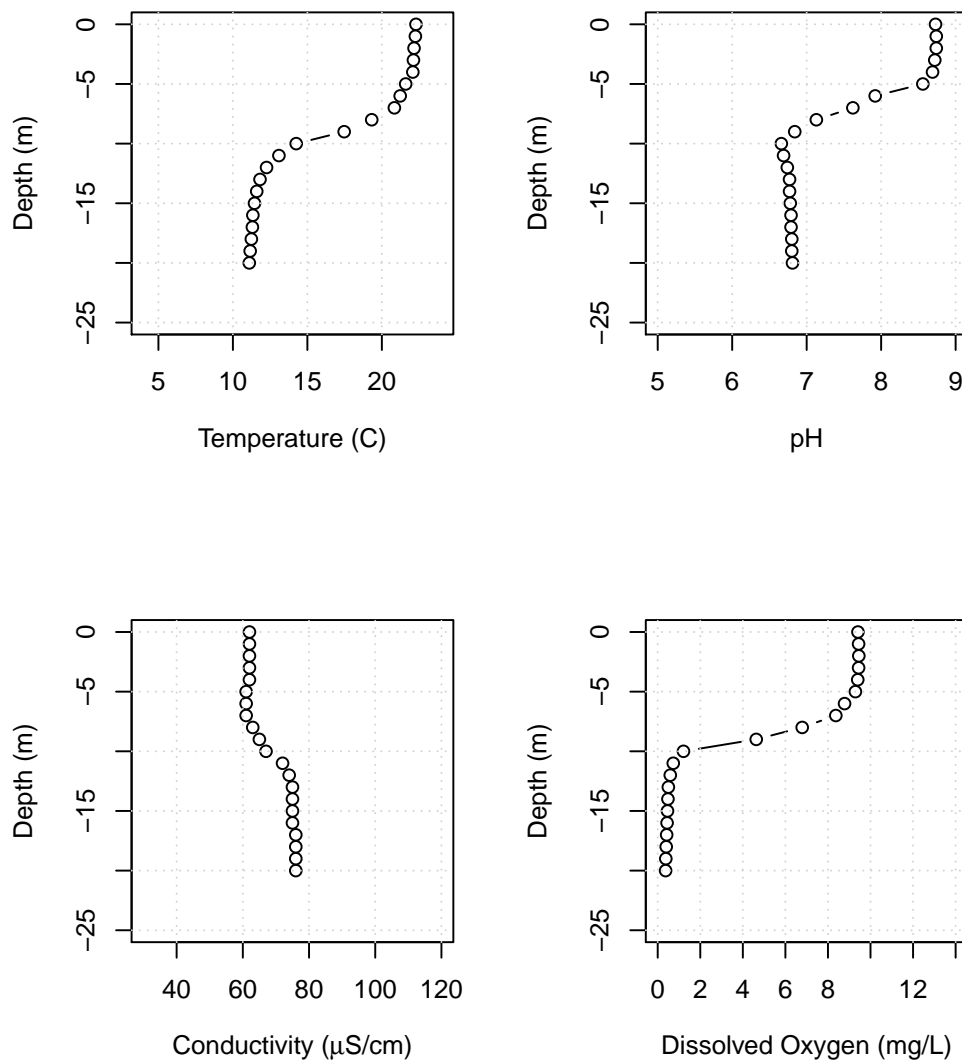 0
−5
−15
−25
Depth (m)
5 10 15 20
Temperature (C)
0
−5
−15
−25
Depth (m)
5 6 7 8 9
pH
0
−5
−15
−25
Depth (m)
40 60 80 100 120
Conductivity (μS/cm)
0
−5
−15
−25
Depth (m)
0 2 4 6 8 12
Dissolved Oxygen (mg/L)